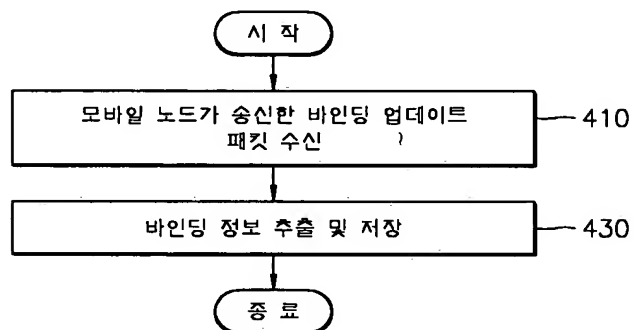 시 작
모바일 노드가 송신한 바인딩 업데이트
패킷 수신
410
바인딩 정보 추출 및 저장
430
종 료